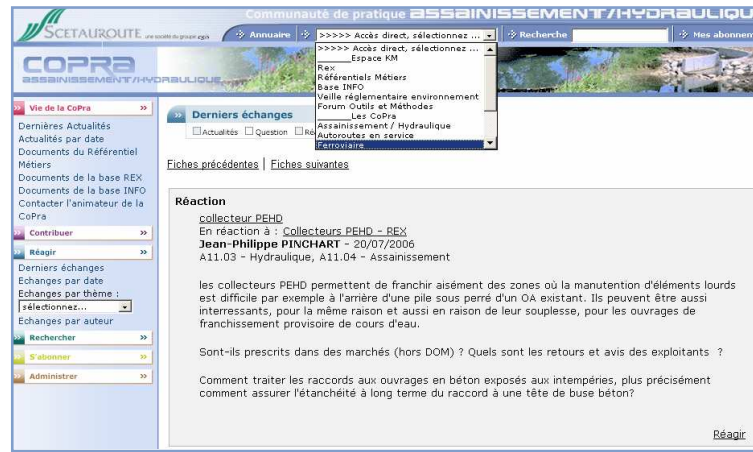 Communauté de pratique assainissement/hydrauliqu
Scetauroute une société du groupe egis
Annuaire
>>>>> Accès direct, sélectionnez ...
Recherche
Mes abonnem
>>>>> Accès direct, sélectionnez ...
______Espace KM
Rex
Référentiels Métiers
Base INFO
Veille réglementaire environnement
Forum Outils et Méthodes
______Les CoPra
Assainissement / Hydraulique
Autoroutes en service
Ferroviaire
COPRA
assainissement/hydraulique
Vie de la CoPra
Dernières Actualités
Actualités par date
Documents du Référentiel
Métiers
Documents de la base REX
Documents de la base INFO
Contacter l'animateur de la
CoPra
Contribuer
Réagir
Derniers échanges
Echanges par date
Echanges par thème :
sélectionnez...
Echanges par auteur
Rechercher
S'abonner
Administrer
Derniers échanges
Actualités Question Ré
Fiches précédentes | Fiches suivantes
Réaction
collecteur PEHD
En réaction à : Collecteurs PEHD - REX
Jean-Philippe PINCHART - 20/07/2006
A11.03 - Hydraulique, A11.04 - Assainissement
les collecteurs PEHD permettent de franchir aisément des zones où la manutention d'éléments lourds
est difficile par exemple à l'arrière d'une pile sous perré d'un OA existant. Ils peuvent être aussi
interressants, pour la même raison et aussi en raison de leur souplesse, pour les ouvrages de
franchissement provisoire de cours d'eau.
Sont-ils prescrits dans des marchés (hors DOM) ? Quels sont les retours et avis des exploitants ?
Comment traiter les raccords aux ouvrages en béton exposés aux intempéries, plus précisément
comment assurer l'étanchéité à long terme du raccord à une tête de buse béton?
Réagir